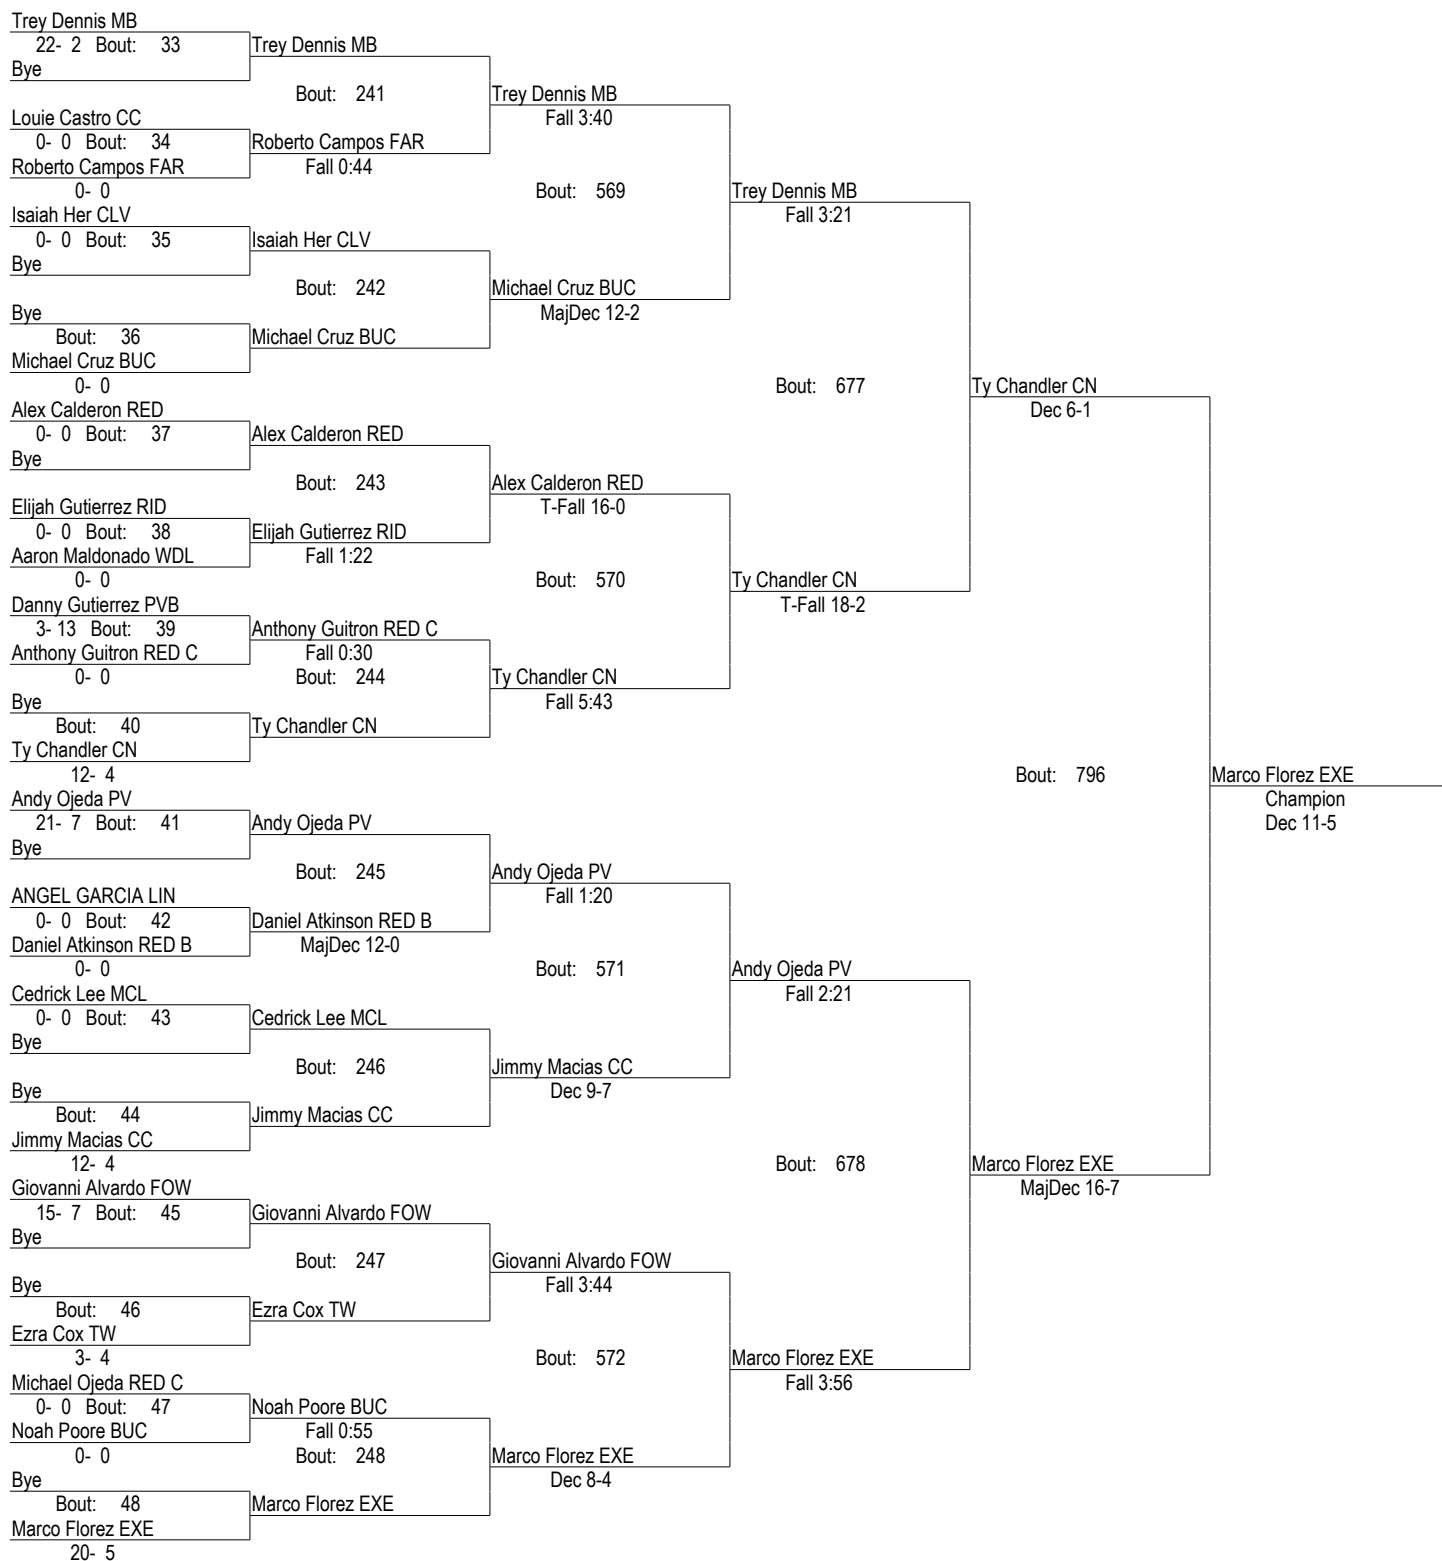 Trey Dennis MB
22- 2 Bout: 33
Bye
Trey Dennis MB
Bout: 241
Louie Castro CC
0- 0 Bout: 34
Roberto Campos FAR
0- 0
Roberto Campos FAR
Fall 0:44
Trey Dennis MB
Fall 3:40
Bout: 569
Isaiah Her CLV
0- 0 Bout: 35
Bye
Isaiah Her CLV
Bout: 242
Bye
Bout: 36
Michael Cruz BUC
0- 0
Michael Cruz BUC
Michael Cruz BUC
MajDec 12-2
Trey Dennis MB
Fall 3:21
Bout: 677
Alex Calderon RED
0- 0 Bout: 37
Bye
Alex Calderon RED
Bout: 243
Elijah Gutierrez RID
0- 0 Bout: 38
Aaron Maldonado WDL
0- 0
Elijah Gutierrez RID
Fall 1:22
Alex Calderon RED
T-Fall 16-0
Bout: 570
Danny Gutierrez PVB
3- 13 Bout: 39
Anthony Guitron RED C
0- 0
Anthony Guitron RED C
Fall 0:30
Bout: 244
Bye
Bout: 40
Ty Chandler CN
12- 4
Ty Chandler CN
Ty Chandler CN
Fall 5:43
Ty Chandler CN
T-Fall 18-2
Ty Chandler CN
Dec 6-1
Bout: 796
Marco Florez EXE
Champion
Dec 11-5
Andy Ojeda PV
21- 7 Bout: 41
Bye
Andy Ojeda PV
Bout: 245
ANGEL GARCIA LIN
0- 0 Bout: 42
Daniel Atkinson RED B
0- 0
Daniel Atkinson RED B
MajDec 12-0
Andy Ojeda PV
Fall 1:20
Bout: 571
Cedrick Lee MCL
0- 0 Bout: 43
Bye
Cedrick Lee MCL
Bout: 246
Bye
Bout: 44
Jimmy Macias CC
12- 4
Jimmy Macias CC
Jimmy Macias CC
Dec 9-7
Andy Ojeda PV
Fall 2:21
Bout: 678
Giovanni Alvardo FOW
15- 7 Bout: 45
Bye
Giovanni Alvardo FOW
Bout: 247
Bye
Bout: 46
Ezra Cox TW
3- 4
Ezra Cox TW
Giovanni Alvardo FOW
Fall 3:44
Bout: 572
Michael Ojeda RED C
0- 0 Bout: 47
Noah Poore BUC
0- 0
Noah Poore BUC
Fall 0:55
Bout: 248
Bye
Bout: 48
Marco Florez EXE
20- 5
Marco Florez EXE
Marco Florez EXE
Dec 8-4
Marco Florez EXE
Fall 3:56
Marco Florez EXE
MajDec 16-7